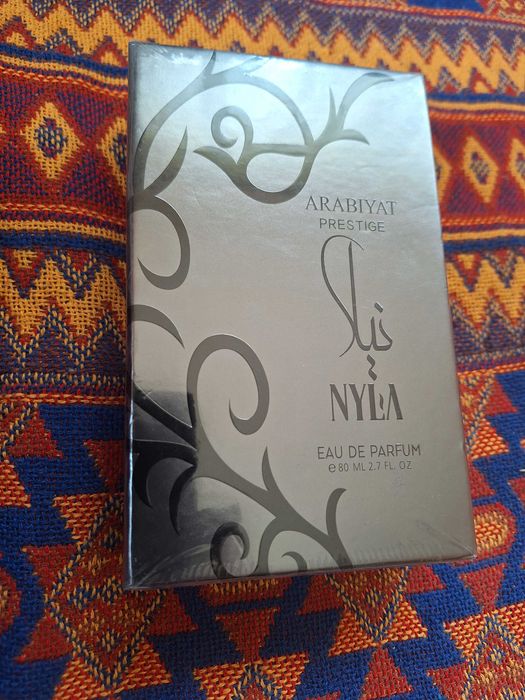 ARABIYAT
PRESTIGE
نيلا
NYLA
EAU DE PARFUM
℮ 80 ML 2.7 FL. OZ